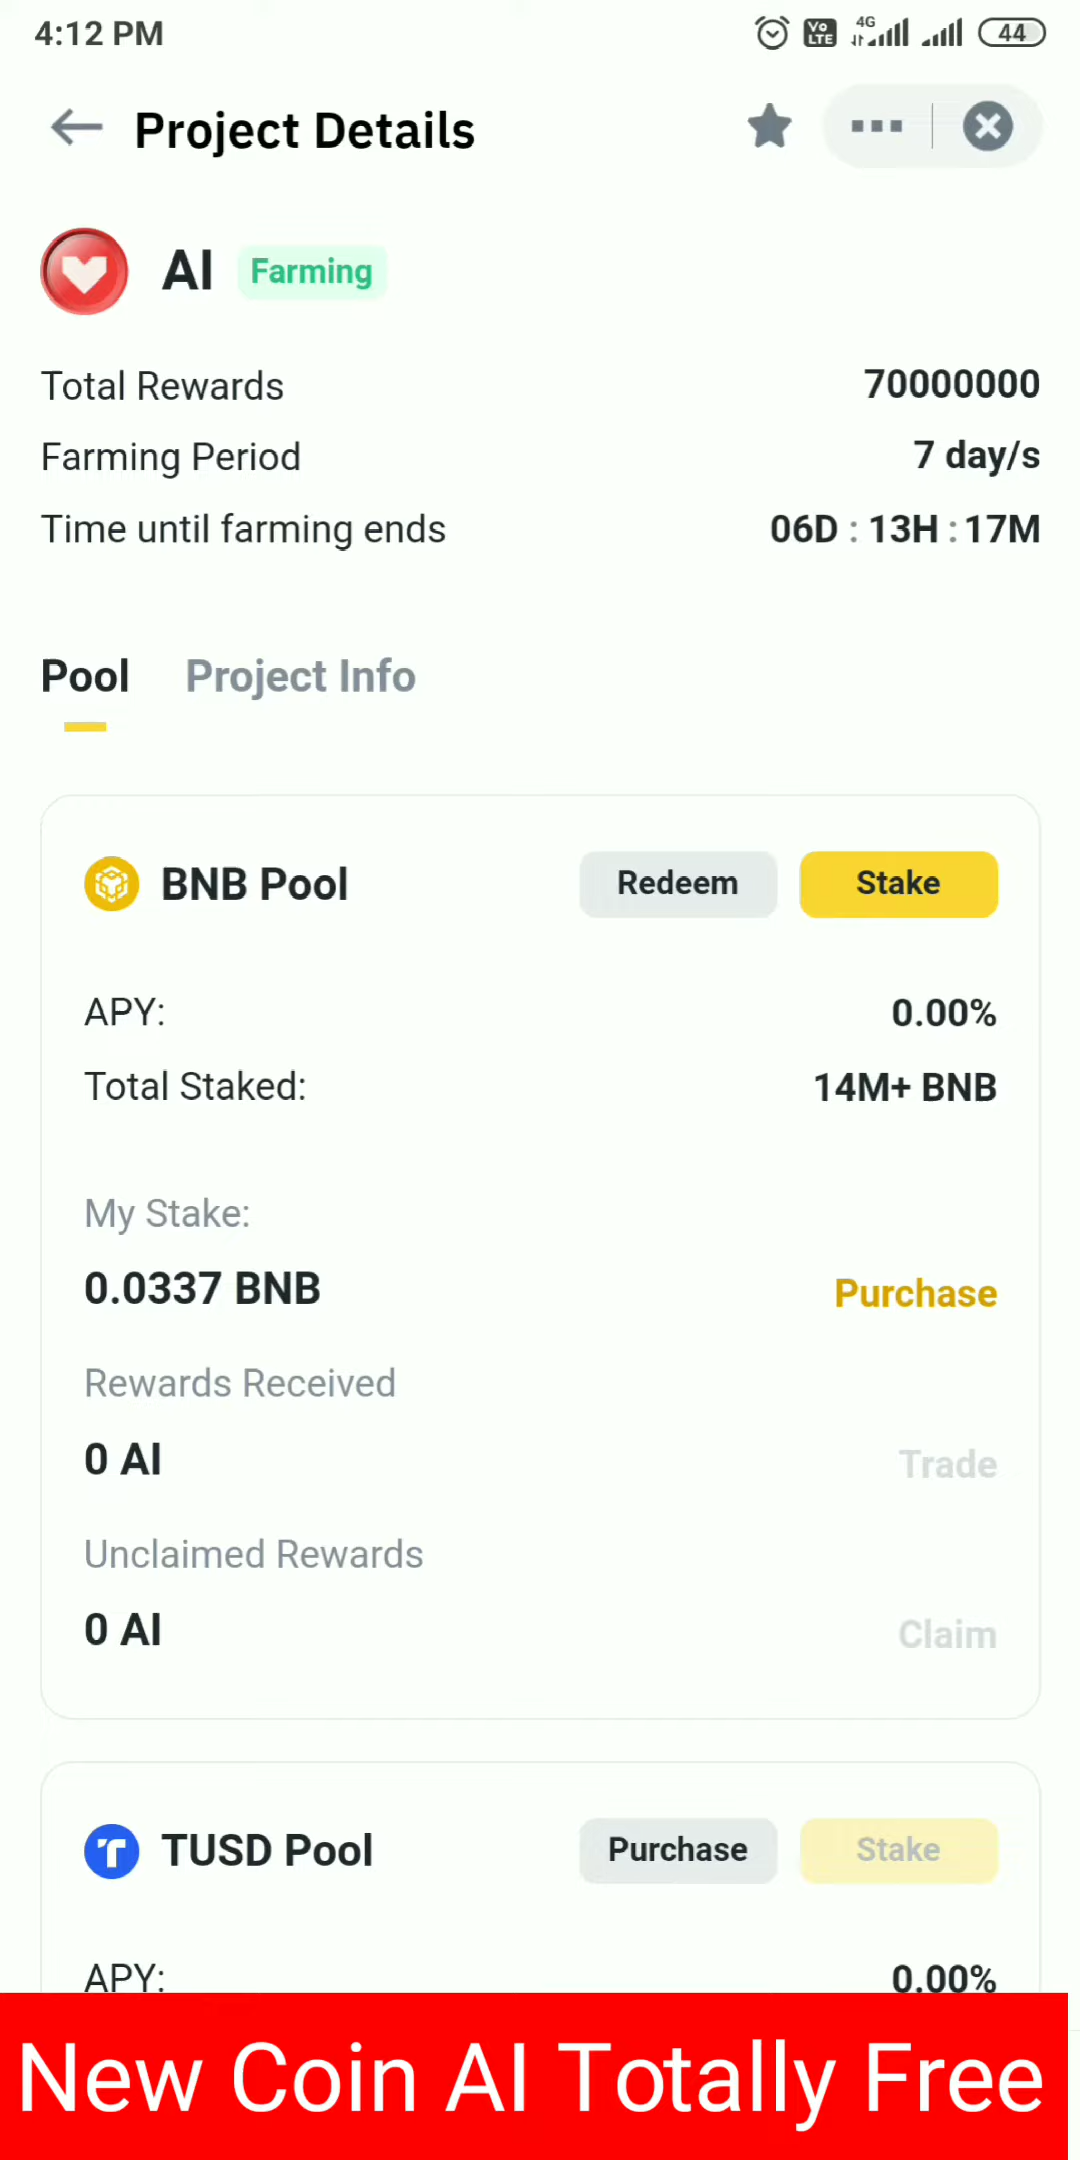 4:12 PM
Vo LTE 4G 44
Project Details
AI Farming
Total Rewards 70000000
Farming Period 7 day/s
Time until farming ends 06D : 13H : 17M
Pool Project Info
BNB Pool Redeem Stake
APY: 0.00%
Total Staked: 14M+ BNB
My Stake:
0.0337 BNB Purchase
Rewards Received
0 AI Trade
Unclaimed Rewards
0 AI Claim
TUSD Pool Purchase Stake
APY: 0.00%
New Coin AI Totally Free